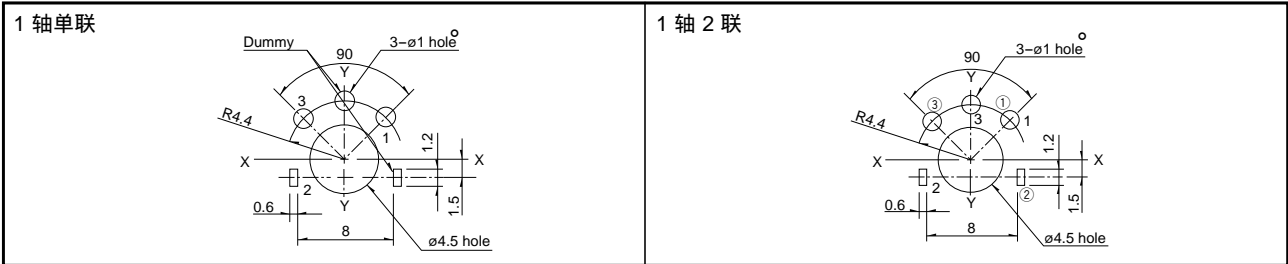 1 轴单联
Dummy
3-ø1 hole
90
Y
3
1
R4.4
X
X
1.2
2
1.5
0.6
Y
8
ø4.5 hole
1 轴 2 联
3-ø1 hole
90
Y
③
①
3
1
R4.4
X
X
1.2
2
②
1.5
0.6
Y
8
ø4.5 hole